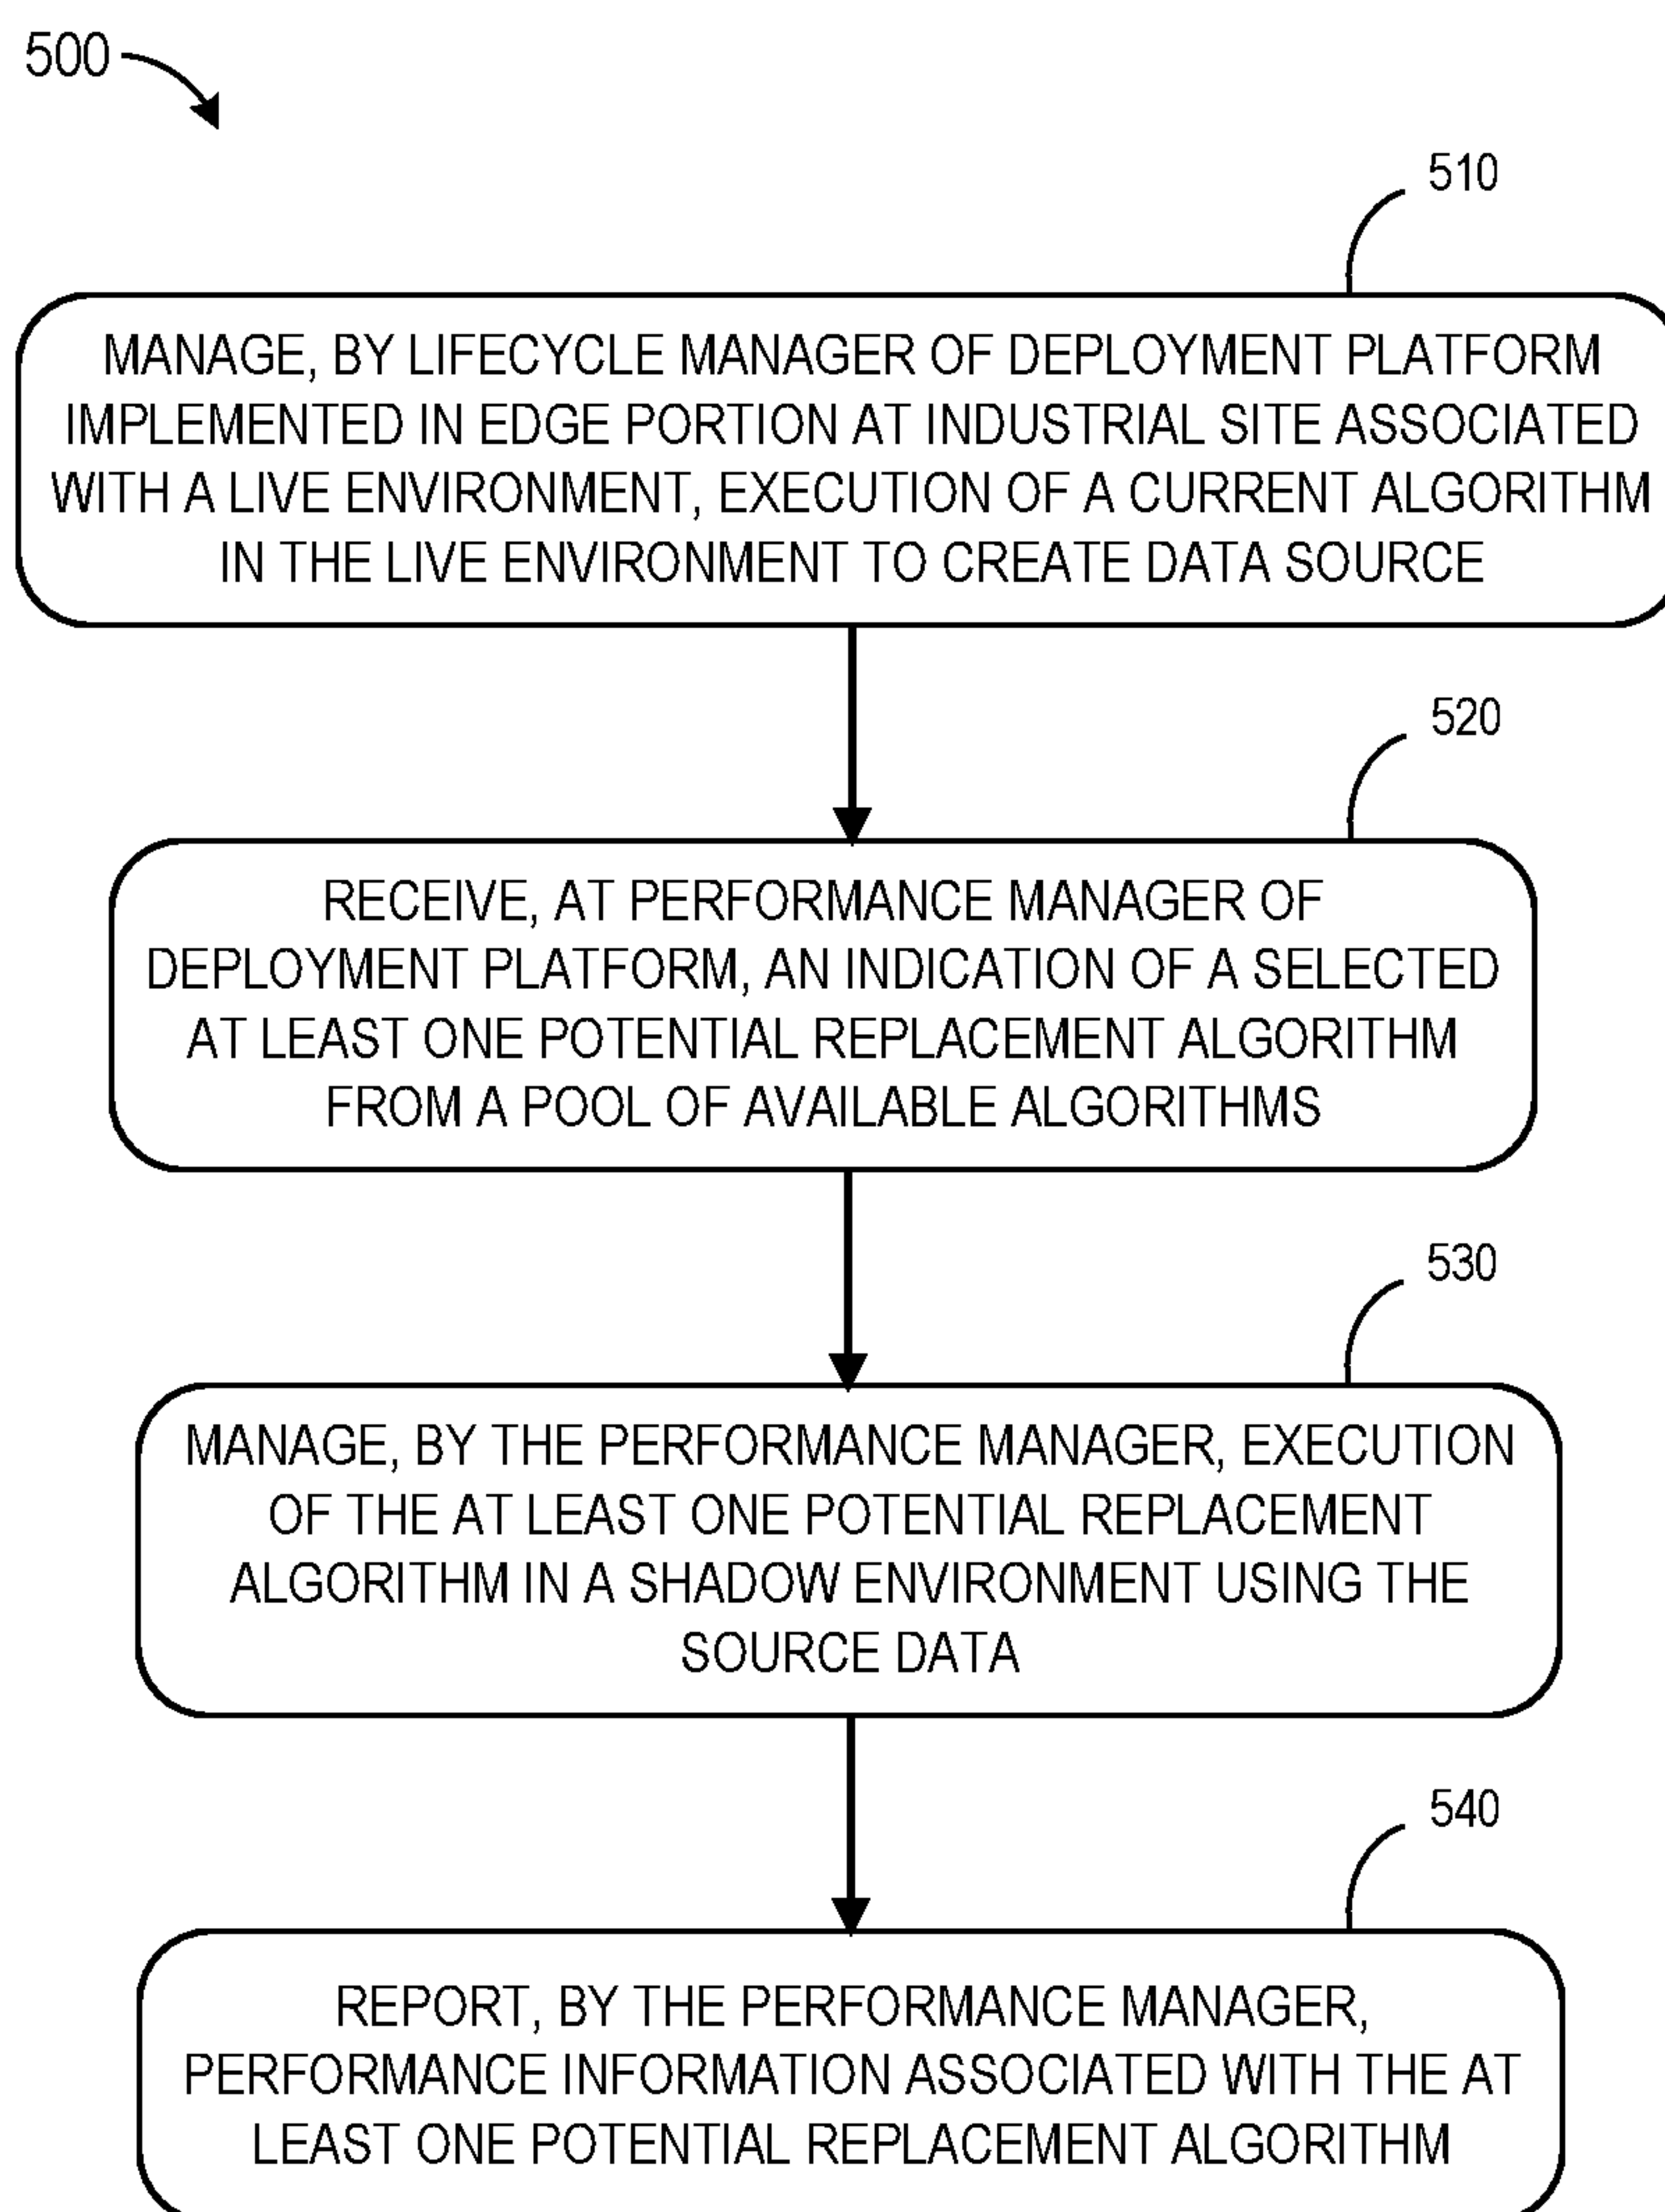 500
510
MANAGE, BY LIFECYCLE MANAGER OF DEPLOYMENT PLATFORM
IMPLEMENTED IN EDGE PORTION AT INDUSTRIAL SITE ASSOCIATED
WITH A LIVE ENVIRONMENT, EXECUTION OF A CURRENT ALGORITHM
IN THE LIVE ENVIRONMENT TO CREATE DATA SOURCE
520
RECEIVE, AT PERFORMANCE MANAGER OF
DEPLOYMENT PLATFORM, AN INDICATION OF A SELECTED
AT LEAST ONE POTENTIAL REPLACEMENT ALGORITHM
FROM A POOL OF AVAILABLE ALGORITHMS
530
MANAGE, BY THE PERFORMANCE MANAGER, EXECUTION
OF THE AT LEAST ONE POTENTIAL REPLACEMENT
ALGORITHM IN A SHADOW ENVIRONMENT USING THE
SOURCE DATA
540
REPORT, BY THE PERFORMANCE MANAGER,
PERFORMANCE INFORMATION ASSOCIATED WITH THE AT
LEAST ONE POTENTIAL REPLACEMENT ALGORITHM